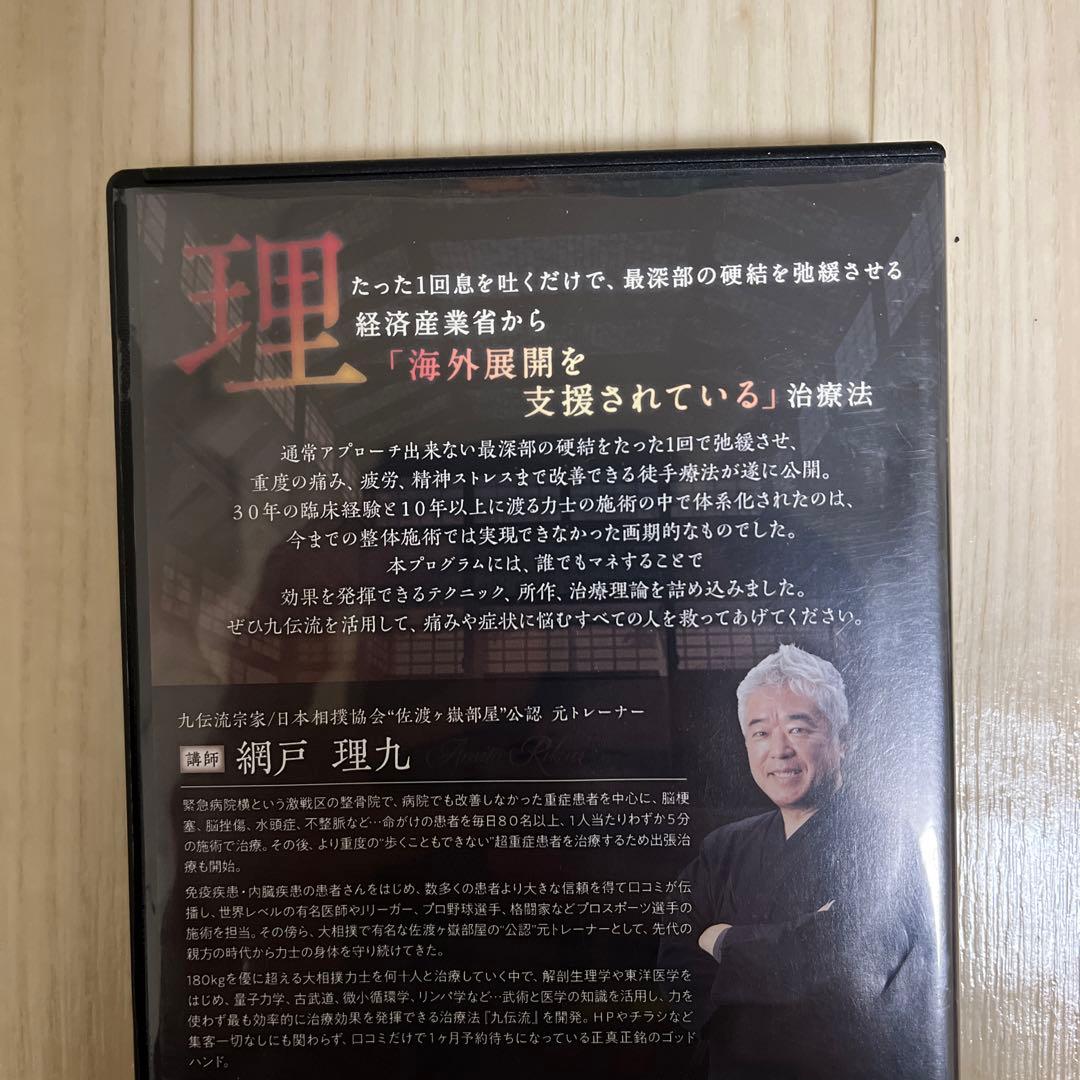 理
たった1回息を吐くだけで、最深部の硬結を弛緩させる
経済産業省から
「海外展開を
支援されている」治療法
通常アプローチ出来ない最深部の硬結をたった1回で弛緩させ、
重度の痛み、疲労、精神ストレスまで改善できる徒手療法が遂に公開。
30年の臨床経験と10年以上に渡る力士の施術の中で体系化されたのは、
今までの整体施術では実現できなかった画期的なものでした。
本プログラムには、誰でもマネすることで
効果を発揮できるテクニック、所作、治療理論を詰め込みました。
ぜひ九伝流を活用して、痛みや症状に悩むすべての人を救ってあげてください。
九伝流宗家/日本相撲協会“佐渡ヶ嶽部屋”公認 元トレーナー
講師 網戸 理九
緊急病院横という激戦区の整骨院で、病院でも改善しなかった重症患者を中心に、脳梗
塞、脳挫傷、水頭症、不整脈など…命がけの患者を毎日80名以上、1人当たりわずか5分
の施術で治療。その後、より重度の“歩くこともできない”超重症患者を治療するため出張治
療も開始。
免疫疾患・内臓疾患の患者さんをはじめ、数多くの患者より大きな信頼を得て口コミが伝
播し、世界レベルの有名医師やJリーガー、プロ野球選手、格闘家などプロスポーツ選手の
施術を担当。その傍ら、大相撲で有名な佐渡ヶ嶽部屋の“公認”元トレーナーとして、先代の
親方の時代から力士の身体を守り続けてきた。
180kgを優に超える大相撲力士を何十人と治療していく中で、解剖生理学や東洋医学を
はじめ、量子力学、古武道、微小循環学、リンパ学など…武術と医学の知識を活用し、力を
使わず最も効率的に治療効果を発揮できる治療法『九伝流』を開発。HPやチラシなど
集客一切なしにも関わらず、口コミだけで1ヶ月予約待ちになっている正真正銘のゴッド
ハンド。